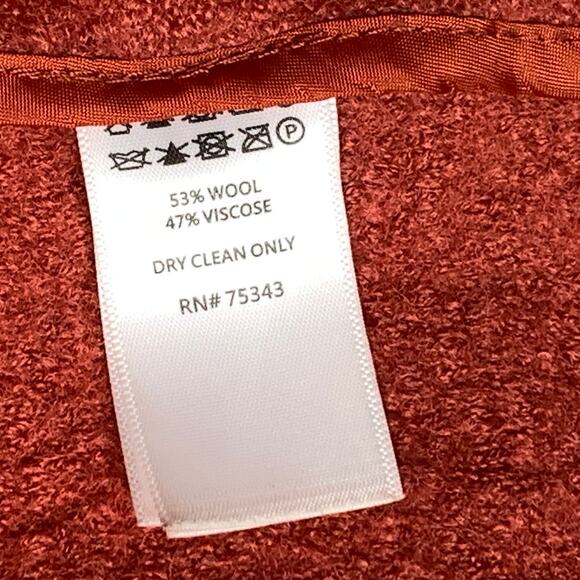 P
53% WOOL
47% VISCOSE
DRY CLEAN ONLY
RN# 75343